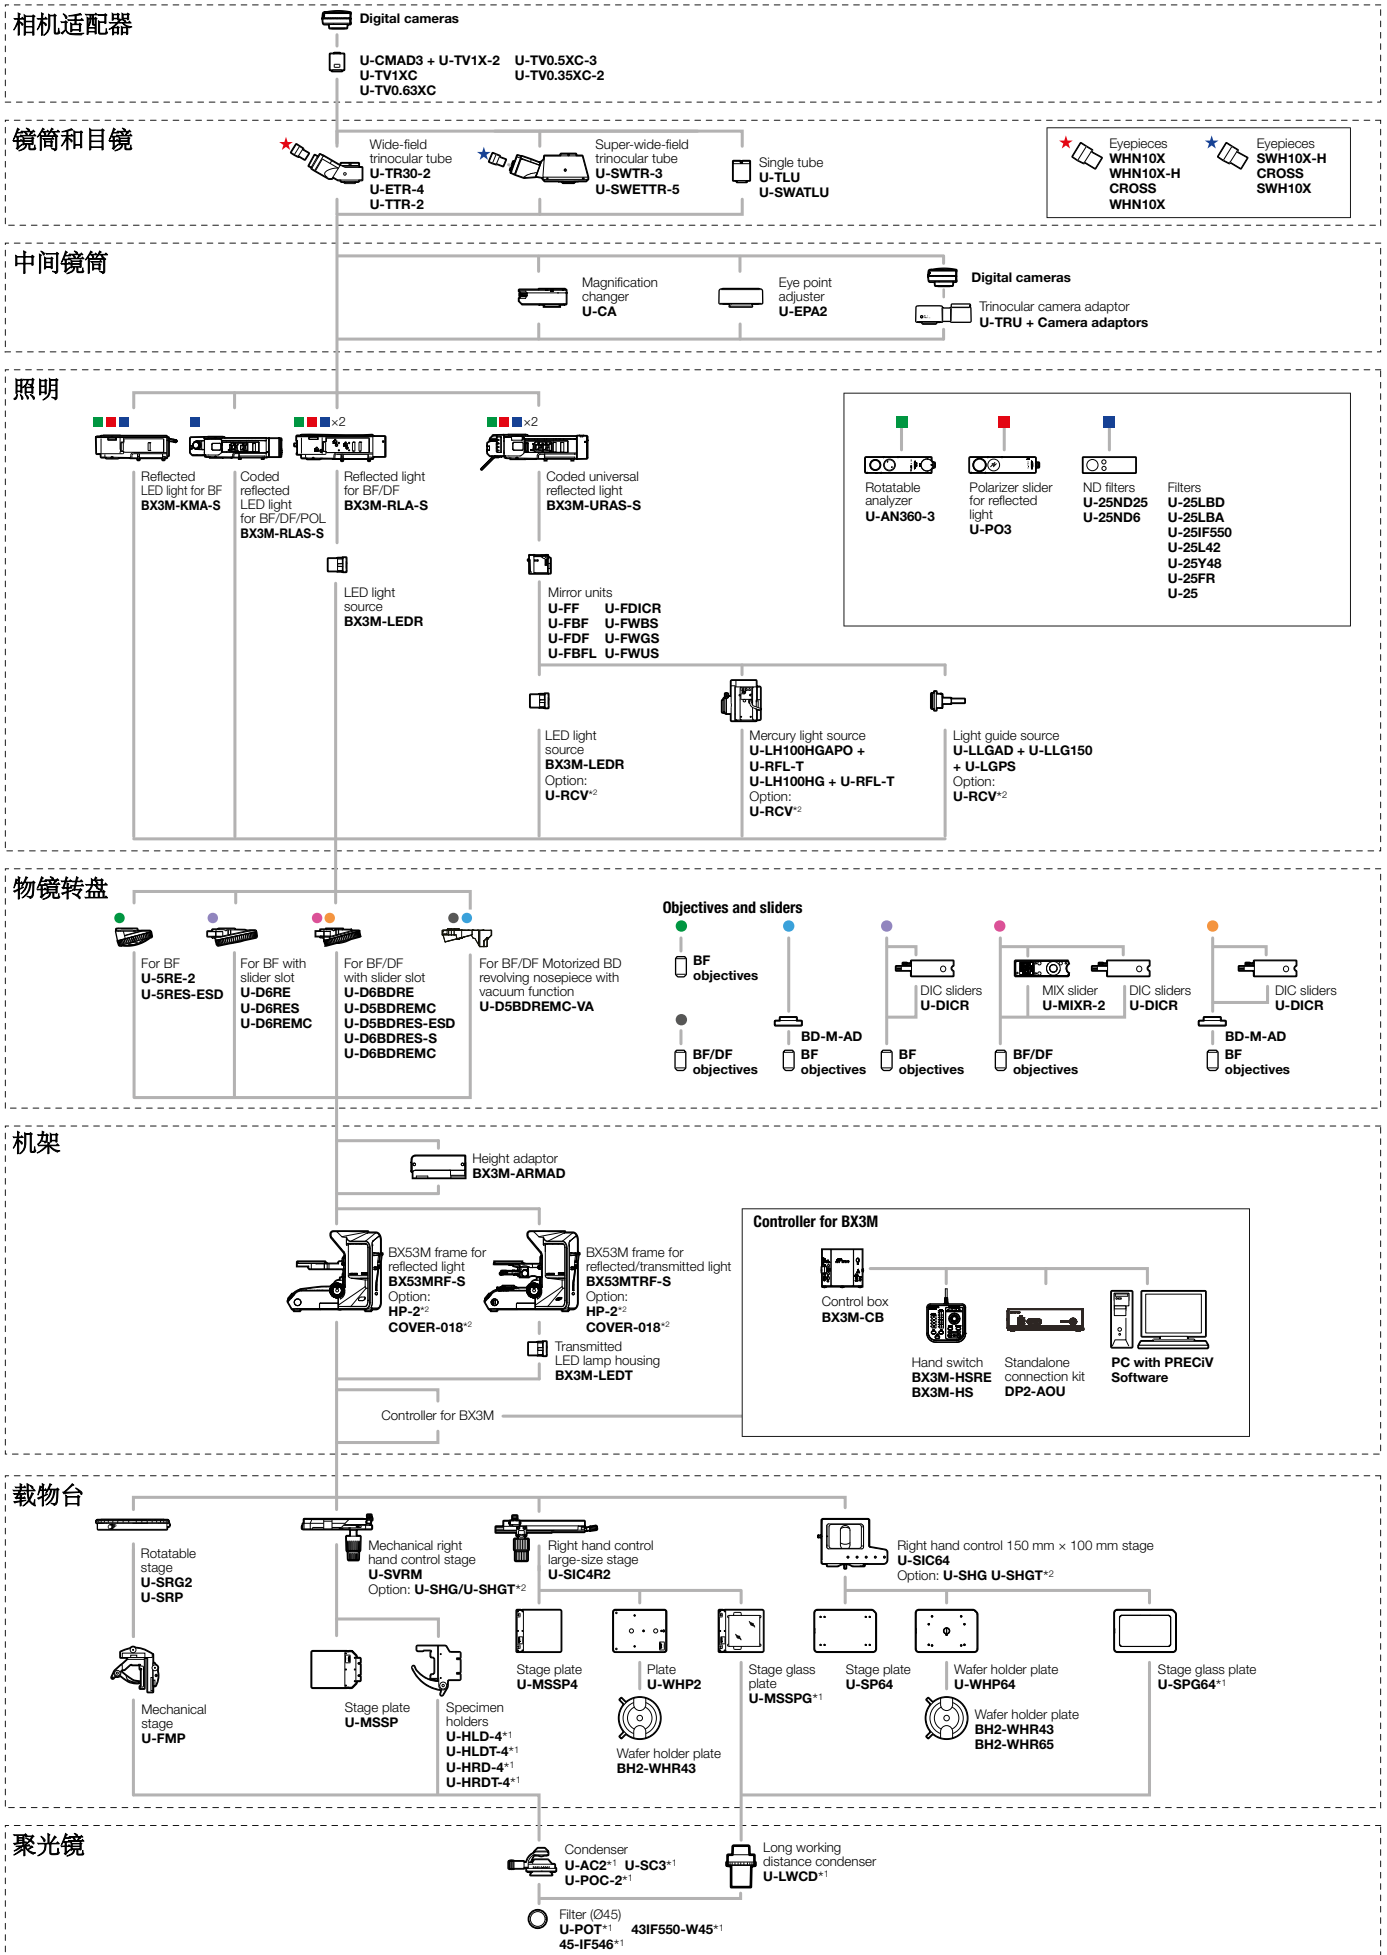 相机适配器
Digital cameras
U-CMAD3 + U-TV1X-2 U-TV0.5XC-3
U-TV1XC U-TV0.35XC-2
U-TV0.63XC
镜筒和目镜
Wide-field
trinocular tube
U-TR30-2
U-ETR-4
U-TTR-2
Super-wide-field
trinocular tube
U-SWTR-3
U-SWETTR-5
Single tube
U-TLU
U-SWATLU
Eyepieces
WHN10X
WHN10X-H
CROSS
WHN10X
Eyepieces
SWH10X-H
CROSS
SWH10X
中间镜筒
Magnification
changer
U-CA
Eye point
adjuster
U-EPA2
Digital cameras
Trinocular camera adaptor
U-TRU + Camera adaptors
照明
×2
×2
Reflected
LED light for BF
BX3M-KMA-S
Coded
reflected
LED light
for BF/DF/POL
BX3M-RLAS-S
Reflected light
for BF/DF
BX3M-RLA-S
Coded universal
reflected light
BX3M-URAS-S
LED light
source
BX3M-LEDR
Mirror units
U-FF U-FDICR
U-FBF U-FWBS
U-FDF U-FWGS
U-FBFL U-FWUS
Rotatable
analyzer
U-AN360-3
Polarizer slider
for reflected
light
U-PO3
ND filters
U-25ND25
U-25ND6
Filters
U-25LBD
U-25LBA
U-25IF550
U-25L42
U-25Y48
U-25FR
U-25
LED light
source
BX3M-LEDR
Option:
U-RCV*2
Mercury light source
U-LH100HGAPO +
U-RFL-T
U-LH100HG + U-RFL-T
Option:
U-RCV*2
Light guide source
U-LLGAD + U-LLG150
+ U-LGPS
Option:
U-RCV*2
物镜转盘
For BF
U-5RE-2
U-5RES-ESD
For BF with
slider slot
U-D6RE
U-D6RES
U-D6REMC
For BF/DF
with slider slot
U-D6BDRE
U-D5BDREMC
U-D5BDRES-ESD
U-D6BDRES-S
U-D6BDREMC
For BF/DF Motorized BD
revolving nosepiece with
vacuum function
U-D5BDREMC-VA
Objectives and sliders
BF
objectives
BF/DF
objectives
BD-M-AD
BF
objectives
DIC sliders
U-DICR
BF
objectives
MIX slider
U-MIXR-2
DIC sliders
U-DICR
BF/DF
objectives
DIC sliders
U-DICR
BD-M-AD
BF
objectives
机架
Height adaptor
BX3M-ARMAD
BX53M frame for
reflected light
BX53MRF-S
Option:
HP-2*2
COVER-018*2
BX53M frame for
reflected/transmitted light
BX53MTRF-S
Option:
HP-2*2
COVER-018*2
Transmitted
LED lamp housing
BX3M-LEDT
Controller for BX3M
Controller for BX3M
Control box
BX3M-CB
Hand switch
BX3M-HSRE
BX3M-HS
Standalone
connection kit
DP2-AOU
PC with PRECiV
Software
载物台
Rotatable
stage
U-SRG2
U-SRP
Mechanical right
hand control stage
U-SVRM
Option: U-SHG/U-SHGT*2
Right hand control
large-size stage
U-SIC4R2
Right hand control 150 mm × 100 mm stage
U-SIC64
Option: U-SHG U-SHGT*2
Mechanical
stage
U-FMP
Stage plate
U-MSSP
Specimen
holders
U-HLD-4*1
U-HLDT-4*1
U-HRD-4*1
U-HRDT-4*1
Stage plate
U-MSSP4
Plate
U-WHP2
Wafer holder plate
BH2-WHR43
Stage glass
plate
U-MSSPG*1
Stage plate
U-SP64
Wafer holder plate
U-WHP64
Wafer holder plate
BH2-WHR43
BH2-WHR65
Stage glass plate
U-SPG64*1
聚光镜
Condenser
U-AC2*1 U-SC3*1
U-POC-2*1
Long working
distance condenser
U-LWCD*1
Filter (Ø45)
U-POT*1 43IF550-W45*1
45-IF546*1